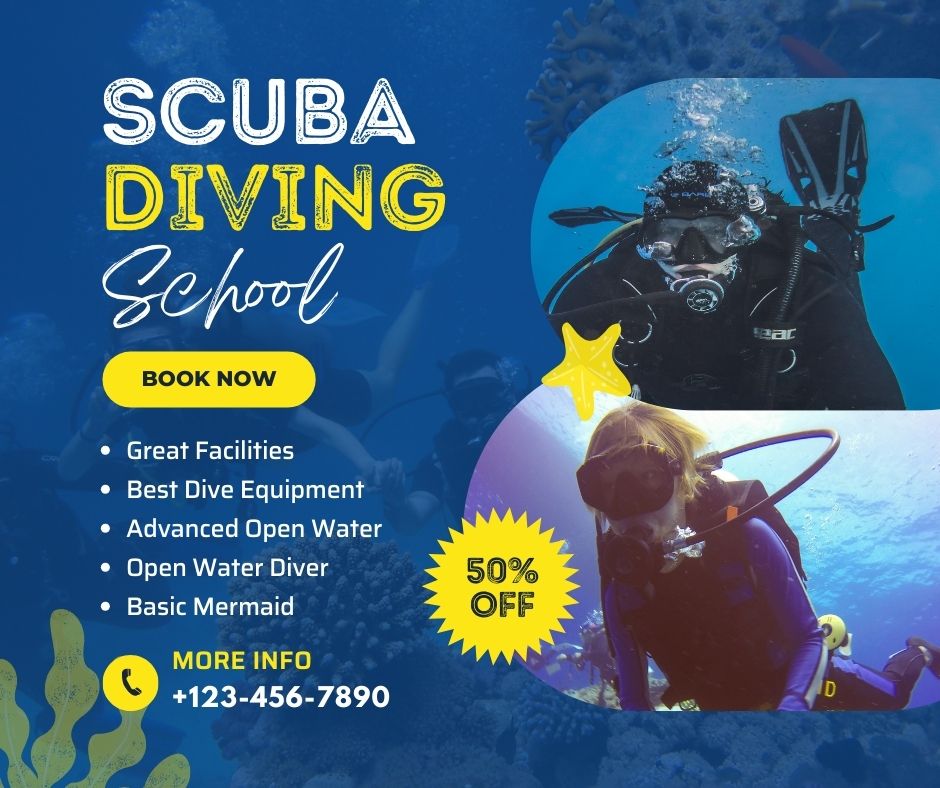 SCUBA
DIVING
School
BOOK NOW
• Great Facilities
• Best Dive Equipment
• Advanced Open Water
• Open Water Diver
• Basic Mermaid
50%
OFF
MORE INFO
+123-456-7890